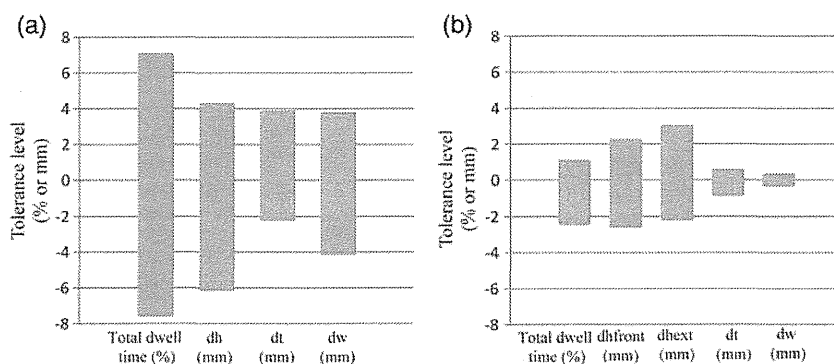 (a)
8
6
4
2
0
-2
-4
-6
-8
Tolerance level
(% or mm)
Total dwell dh dt dw
time (%) (mm) (mm) (mm)
(b)
8
6
4
2
0
-2
-4
-6
-8
Tolerance level
(% or mm)
Total dwell dhfront dhext dt dw
time (%) (mm) (mm) (mm) (mm)